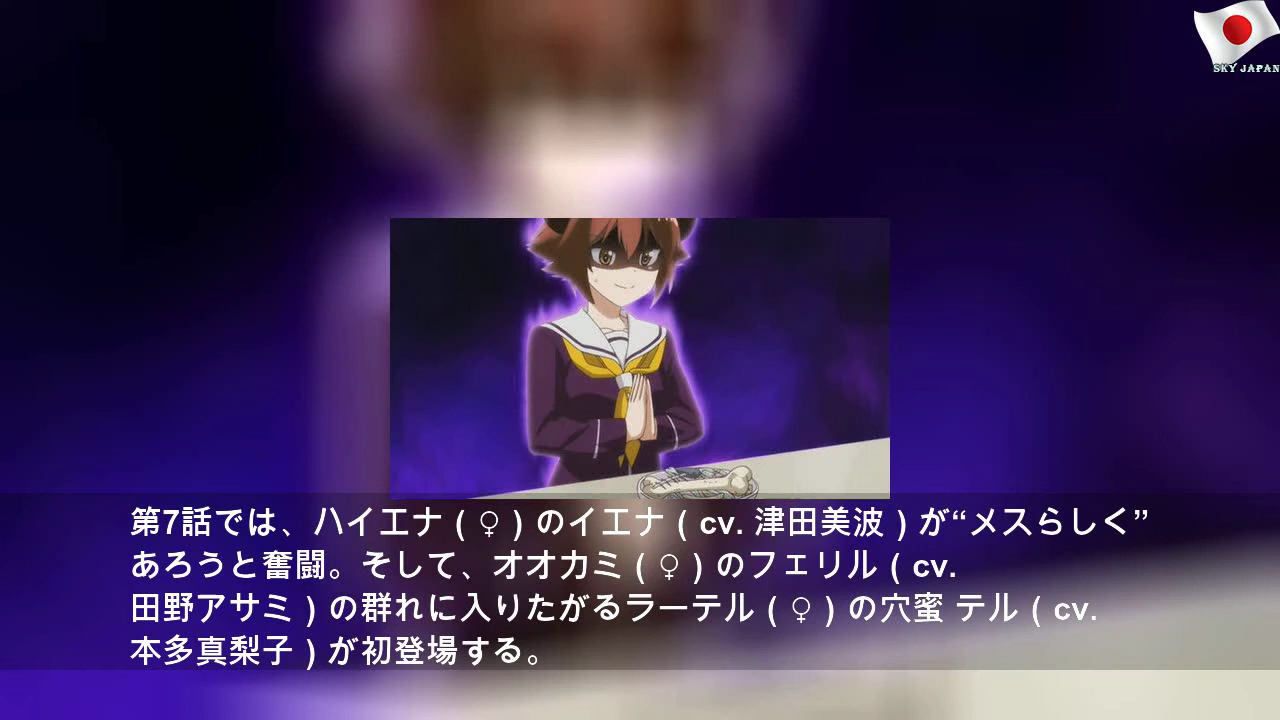 SKY JAPAN
第7話では、ハイエナ ( ♀ ) のイエナ ( cv. 津田美波 ) が“メスらしく”
あろうと奮闘。そして、オオカミ ( ♀ ) のフェリル ( cv.
田野アサミ ) の群れに入りたがるラーテル ( ♀ ) の穴蜜 テル ( cv.
本多真梨子 ) が初登場する。